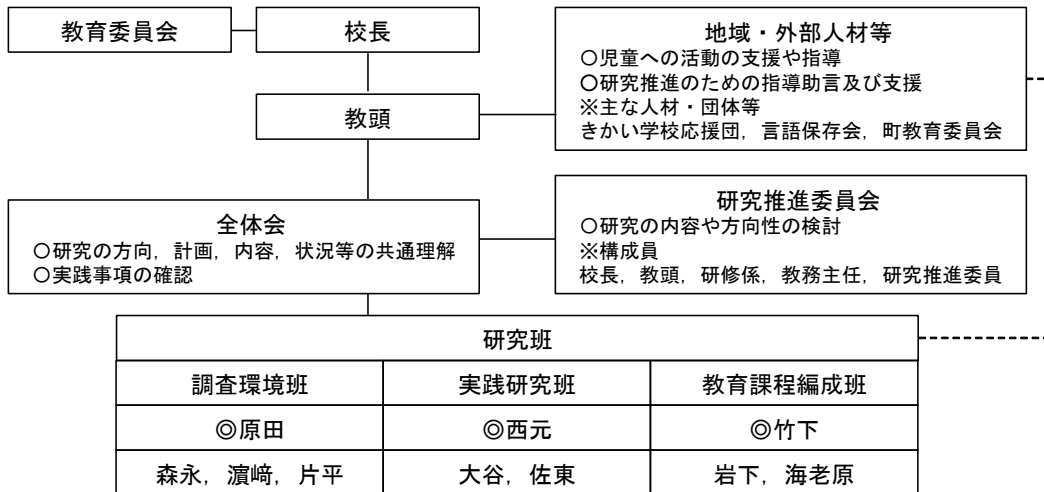 教育委員会
校長
教頭
地域・外部人材等
○児童への活動の支援や指導
○研究推進のための指導助言及び支援
※主な人材・団体等
きかい学校応援団，言語保存会，町教育委員会
全体会
○研究の方向，計画，内容，状況等の共通理解
○実践事項の確認
研究推進委員会
○研究の内容や方向性の検討
※構成員
校長，教頭，研修係，教務主任，研究推進委員
研究班
調査環境班
実践研究班
教育課程編成班
◎原田
◎西元
◎竹下
森永，濵﨑，片平
大谷，佐東
岩下，海老原